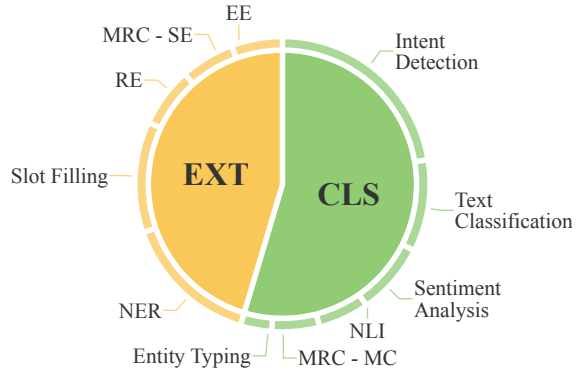 EE
MRC - SE
RE
Slot Filling
NER
Entity Typing
MRC - MC
NLI
Sentiment
Analysis
Text
Classification
Intent
Detection
EXT
CLS